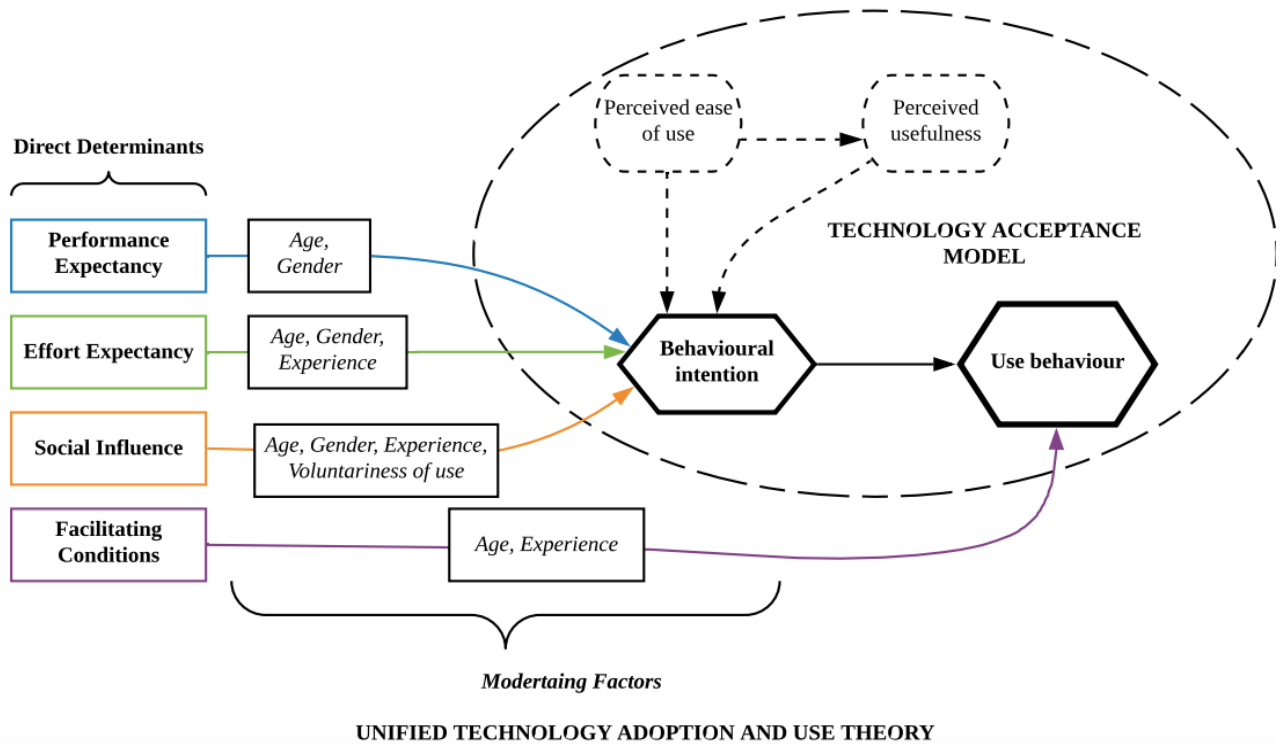 Perceived ease
of use
Perceived
usefulness
Direct Determinants
TECHNOLOGY ACCEPTANCE
MODEL
Performance
Expectancy
Age,
Gender
Effort Expectancy
Age, Gender,
Experience
Behavioural
intention
Use behaviour
Social Influence
Age, Gender, Experience,
Voluntariness of use
Facilitating
Conditions
Age, Experience
Modertaing Factors
UNIFIED TECHNOLOGY ADOPTION AND USE THEORY